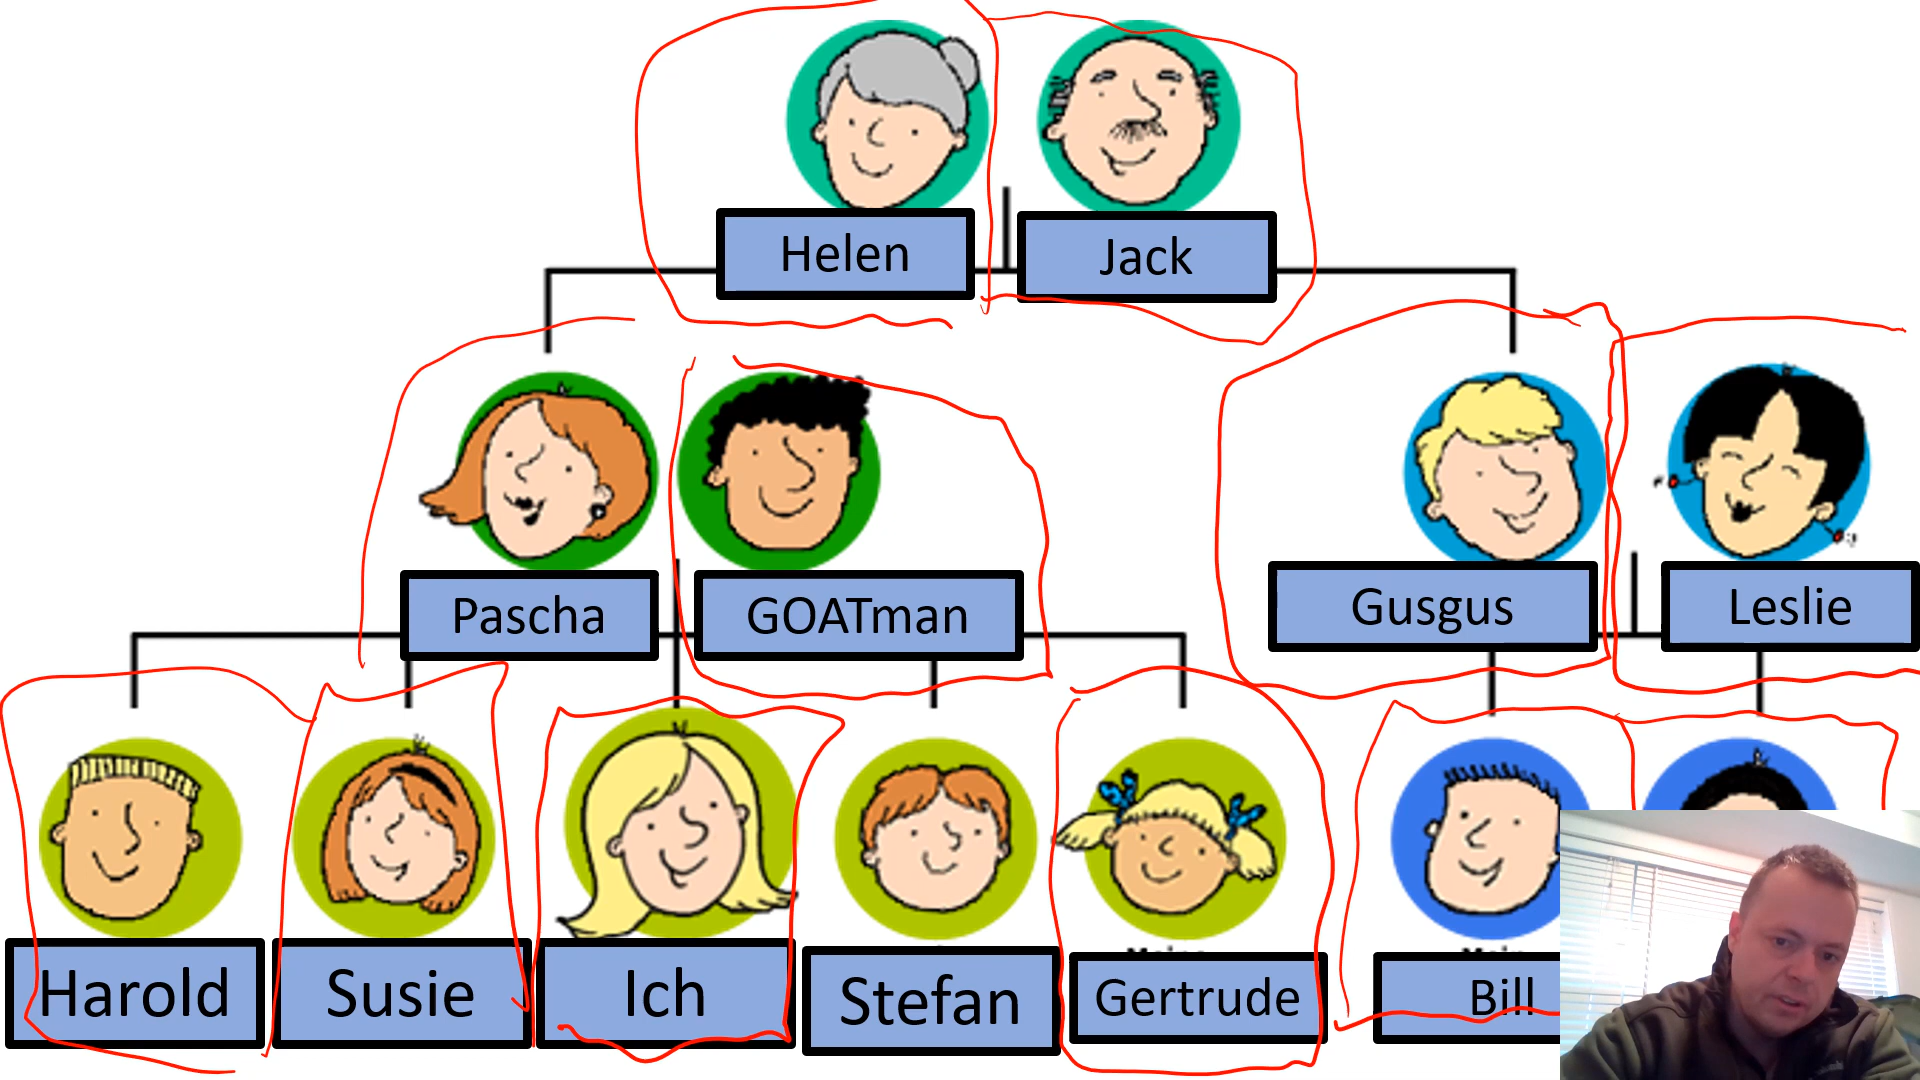 Helen
Jack
Pascha
GOATman
Gusgus
Leslie
Harold
Susie
Ich
Stefan
Gertrude
Bill